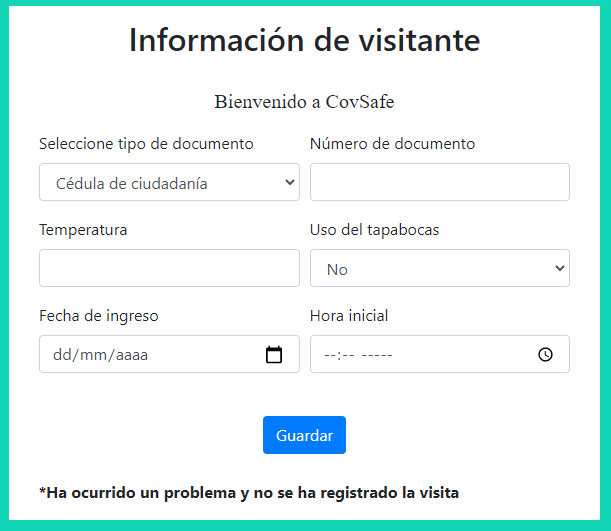 Información de visitante
Bienvenido a CovSafe
Seleccione tipo de documento Número de documento
Cédula de ciudadanía
Temperatura Uso del tapabocas
No
Fecha de ingreso Hora inicial
dd/mm/aaaa --:-- -----
Guardar
*Ha ocurrido un problema y no se ha registrado la visita